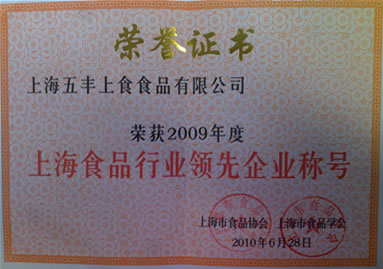 荣誉证书
上海五丰上食食品有限公司
荣获2009年度
上海食品行业领先企业称号
上海市食品协会 上海市食品学会
2010年6月28日